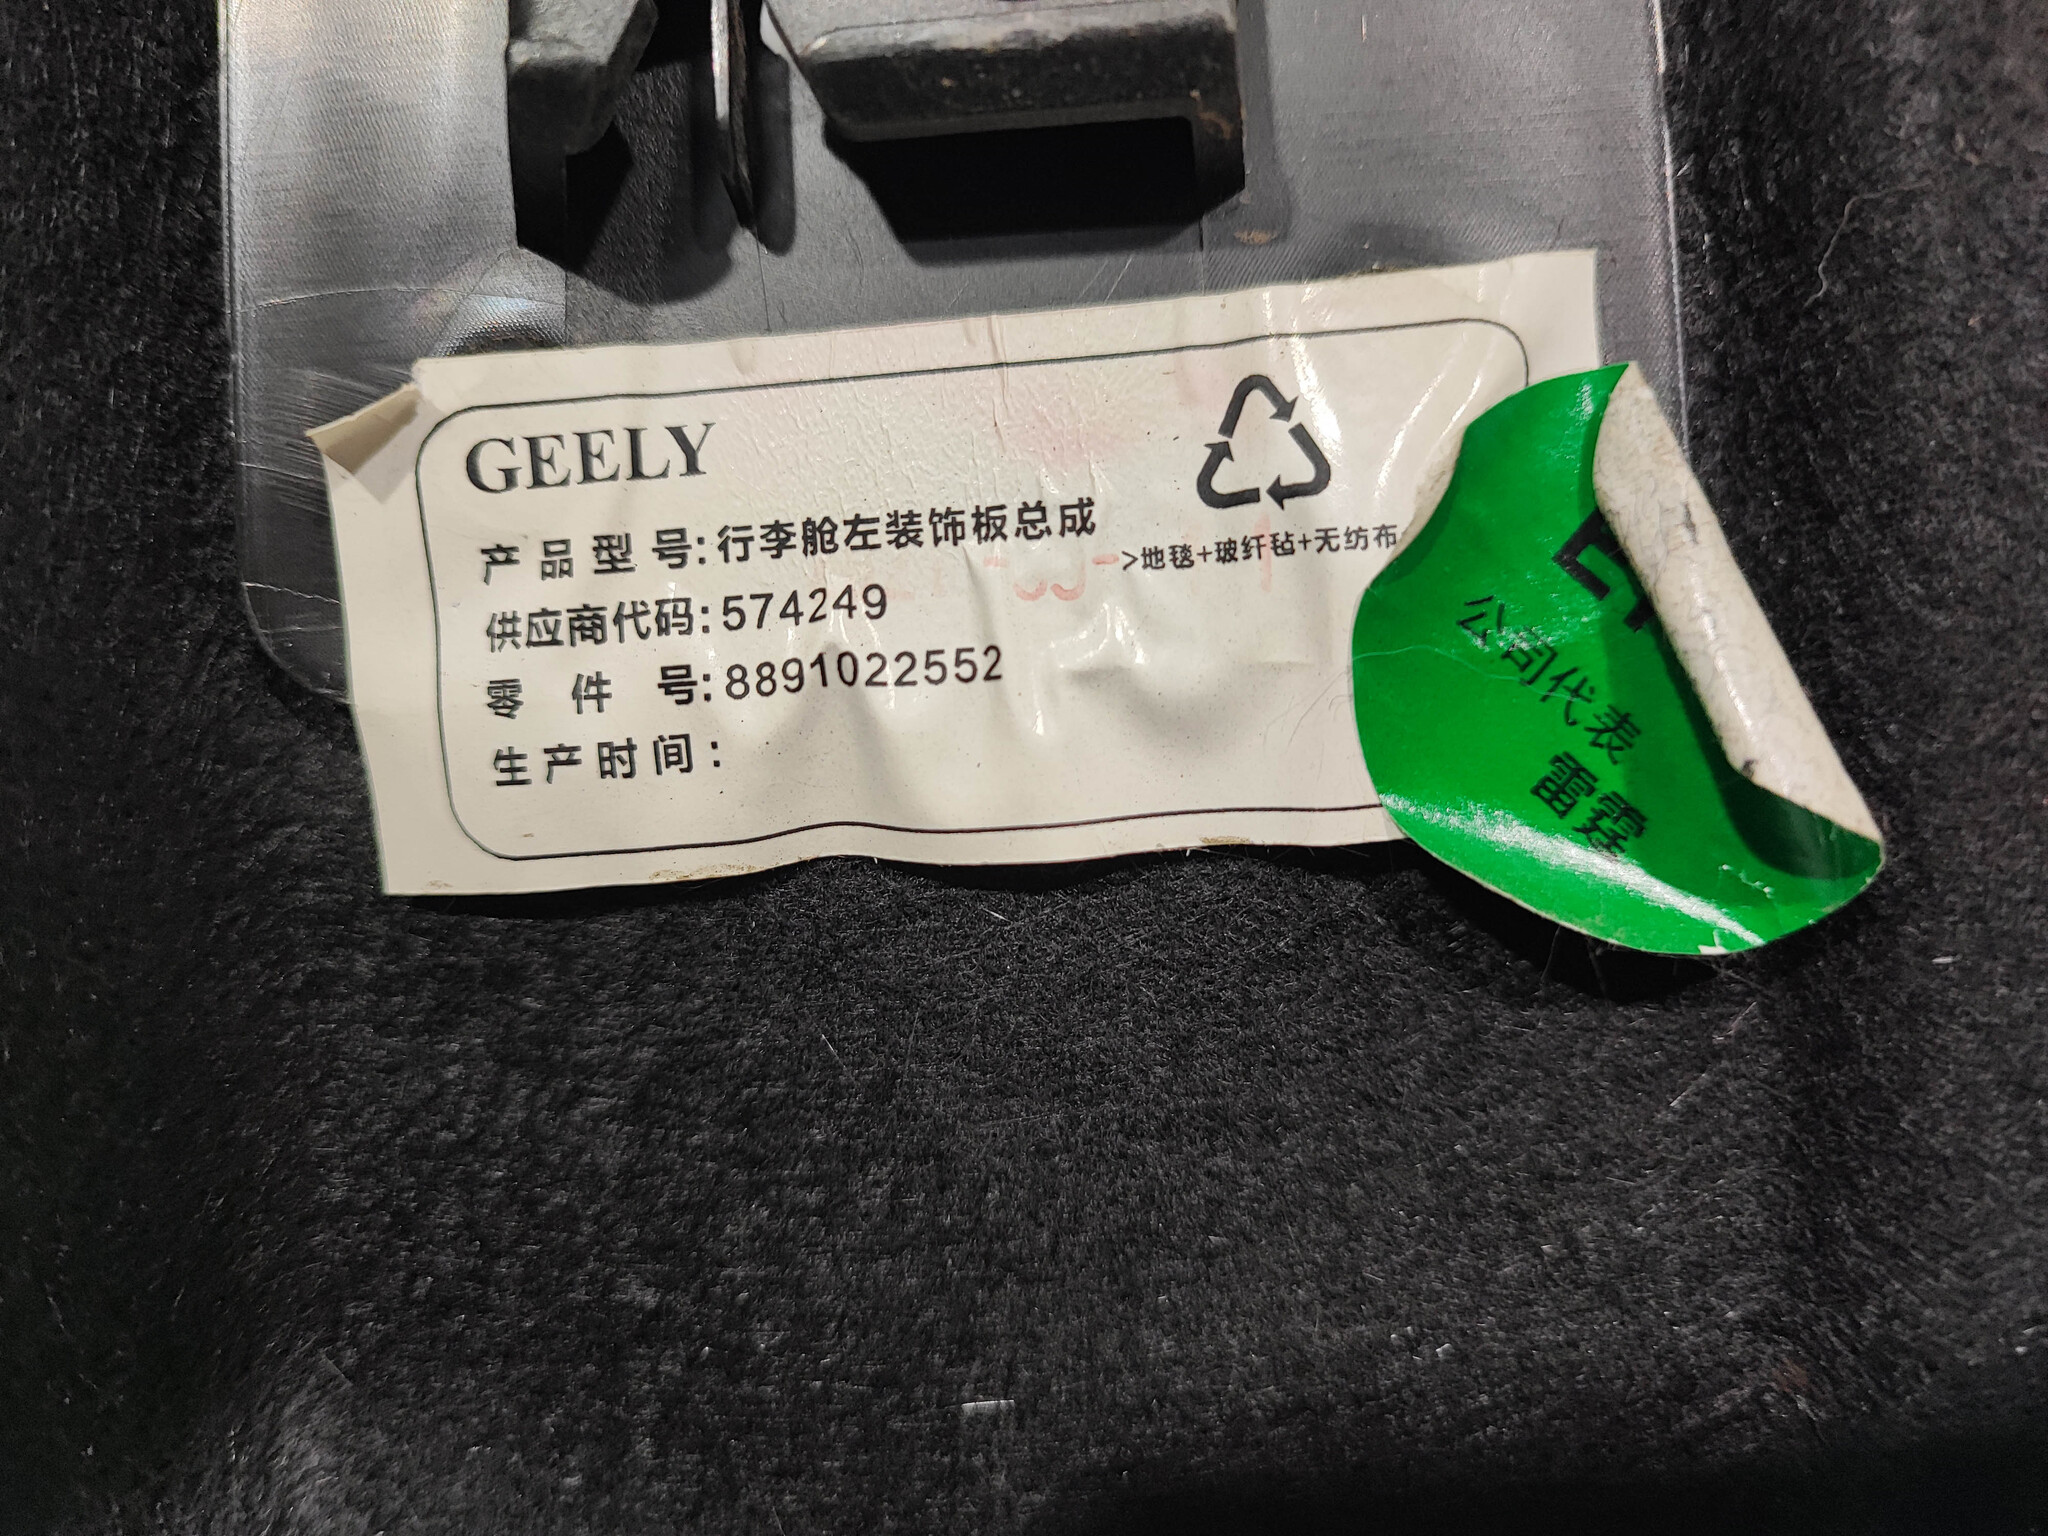 GEELY
产品型号:行李舱左装饰板总成
>地毯+玻纤毡+无纺布
供应商代码:574249
零件号:8891022552
生产时间:
公司代表
雷霆